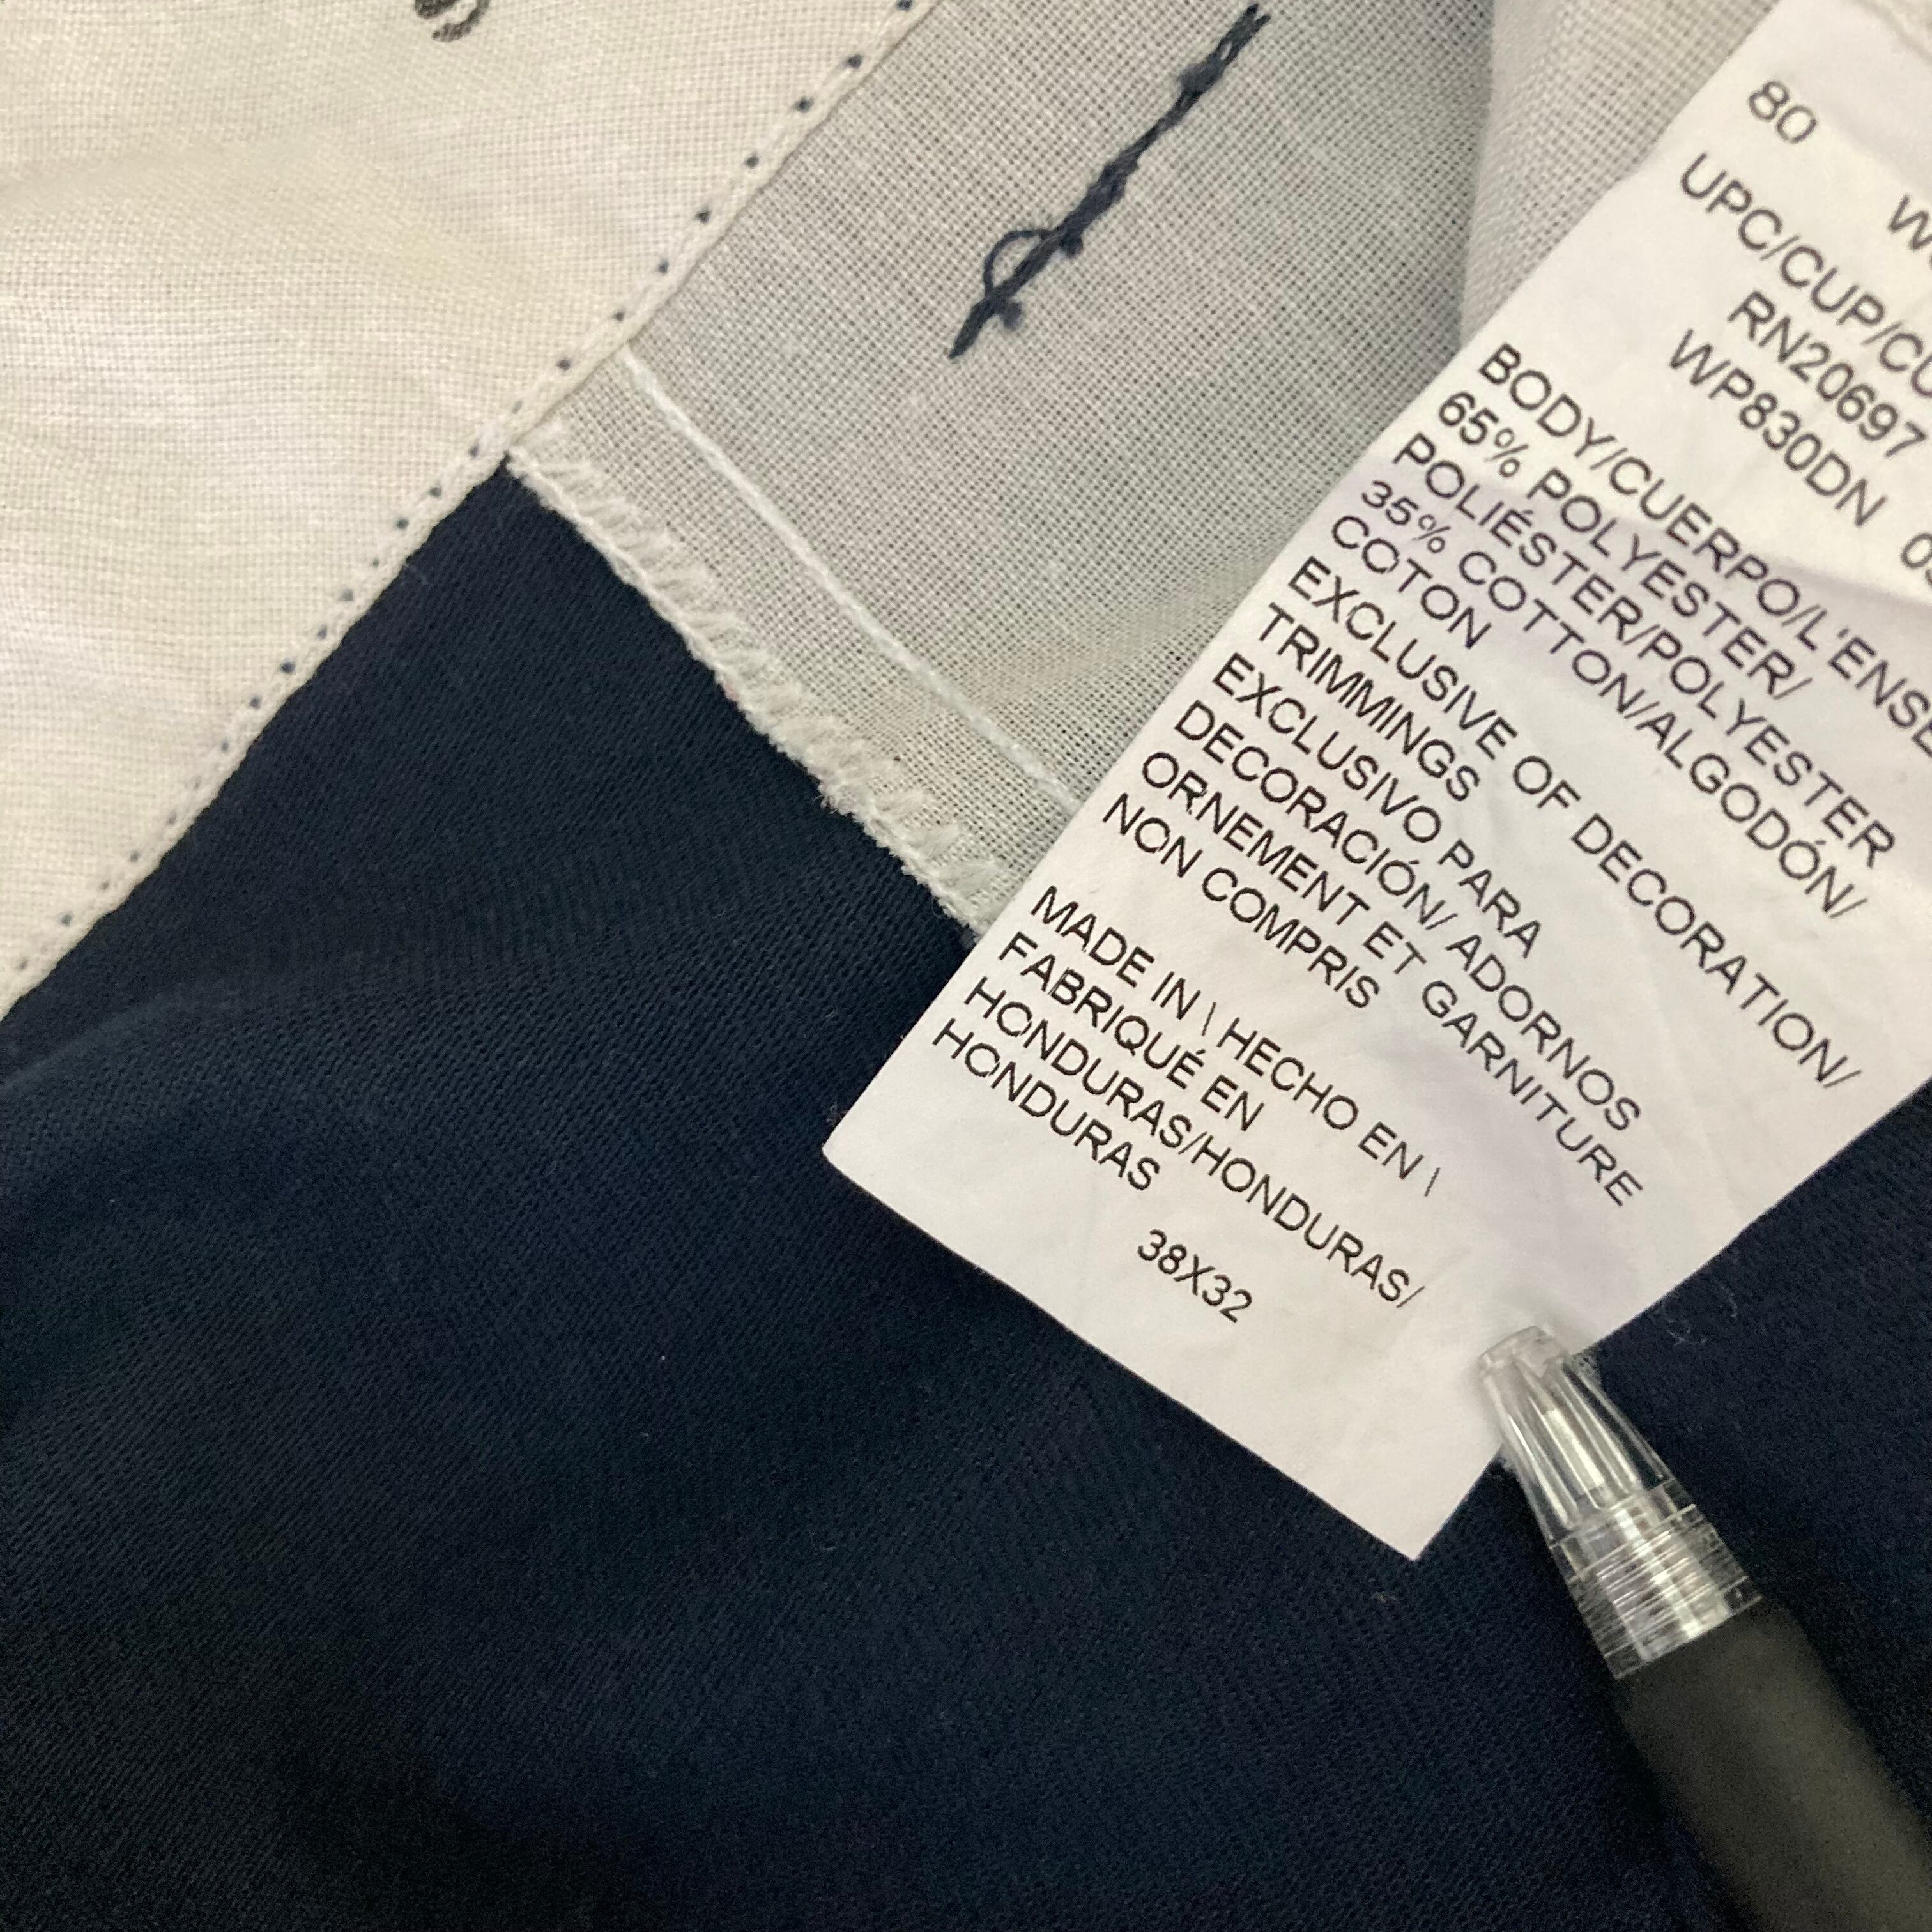 80
UPC/CUP/CU
RN20697
WP830DN
BODY/CUERPO/L'ENSE
65% POLYESTER/
POLIÉSTER/POLYESTER
35% COTTON/ALGODÓN/
COTON
EXCLUSIVE OF DECORATION/
TRIMMINGS
EXCLUSIVO PARA
DECORACIÓN/ ADORNOS
ORNEMENT ET GARNITURE
NON COMPRIS
MADE IN \ HECHO EN \
FABRIQUÉ EN
HONDURAS/HONDURAS/
HONDURAS
38X32